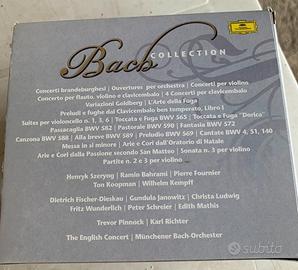 Deutsche
Grammophon
Bach
COLLECTION
Concerti brandeburghesi | Ouvertures per orchestra | Concerti per violino
Concerto per flauto, violino e clavicembalo | 4 Concerti per clavicembalo
Variazioni Goldberg | L'Arte della Fuga
Preludi e fughe dal Clavicembalo ben temperato, Libro I
Suites per violoncello n. 1, 3, 6 | Toccata e Fuga BWV 565 | Toccata e Fuga "Dorica"
Passacaglia BWV 582 | Pastorale BWV 590 | Fantasia BWV 572
Canzona BWV 588 | Alla breve BWV 589 | Preludio BWV 569 | Cantate BWV 4, 51, 140
Messa in si minore | Arie e Cori dall'Oratorio di Natale
Arie e Cori dalla Passione secondo San Matteo | Sonata n. 3 per violino
Partite n. 2 e 3 per violino
Henryk Szeryng | Ramin Bahrami | Pierre Fournier
Ton Koopman | Wilhelm Kempff
Dietrich Fischer-Dieskau | Gundula Janowitz | Christa Ludwig
Fritz Wunderlich | Peter Schreier | Edith Mathis
Trevor Pinnock | Karl Richter
The English Concert | Münchener Bach-Orchester
subito